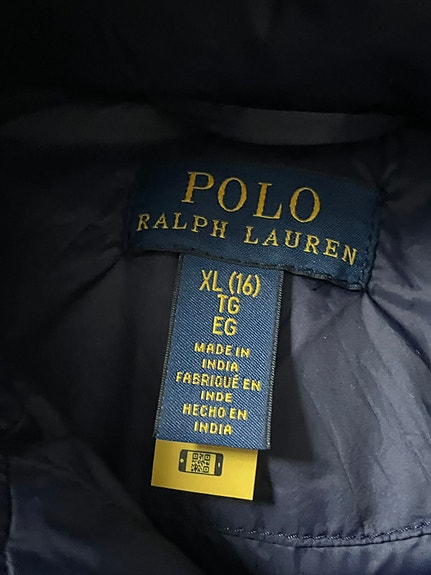 POLO
RALPH LAUREN
XL (16)
TG
EG
MADE IN
INDIA
FABRIQUÉ EN
INDE
HECHO EN
INDIA